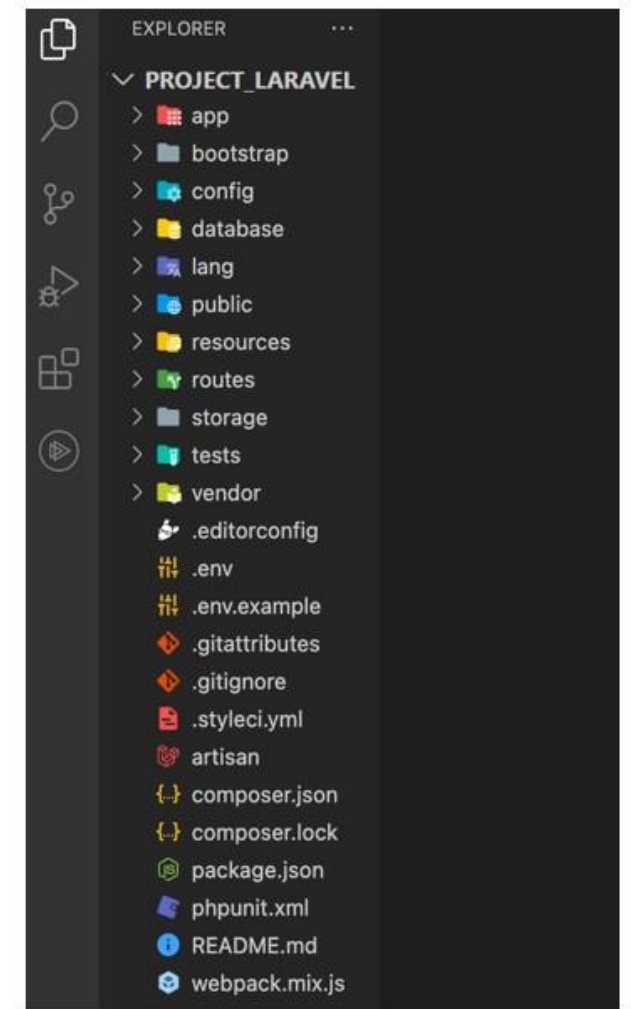 EXPLORER ...
PROJECT_LARAVEL
app
bootstrap
config
database
lang
public
resources
routes
storage
tests
vendor
.editorconfig
.env
.env.example
.gitattributes
.gitignore
.styleci.yml
artisan
composer.json
composer.lock
package.json
phpunit.xml
README.md
webpack.mix.js